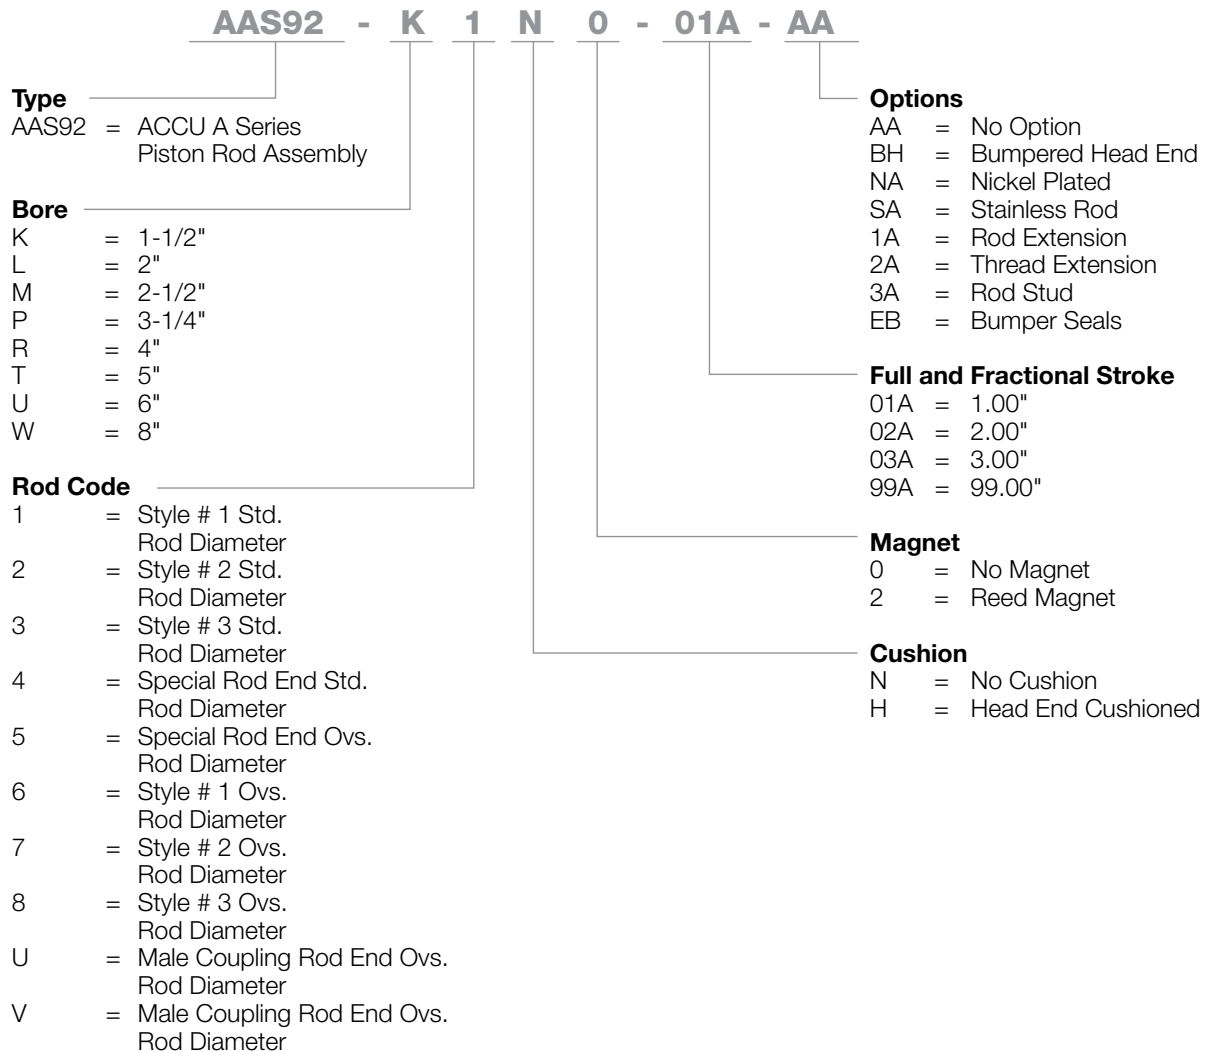 AAS92 - K 1 N 0 - 01A - AA
Type
AAS92 = ACCU A Series
Piston Rod Assembly
Bore
K = 1-1/2"
L = 2"
M = 2-1/2"
P = 3-1/4"
R = 4"
T = 5"
U = 6"
W = 8"
Rod Code
1 = Style # 1 Std.
Rod Diameter
2 = Style # 2 Std.
Rod Diameter
3 = Style # 3 Std.
Rod Diameter
4 = Special Rod End Std.
Rod Diameter
5 = Special Rod End Ovs.
Rod Diameter
6 = Style # 1 Ovs.
Rod Diameter
7 = Style # 2 Ovs.
Rod Diameter
8 = Style # 3 Ovs.
Rod Diameter
U = Male Coupling Rod End Ovs.
Rod Diameter
V = Male Coupling Rod End Ovs.
Rod Diameter
Options
AA = No Option
BH = Bumpered Head End
NA = Nickel Plated
SA = Stainless Rod
1A = Rod Extension
2A = Thread Extension
3A = Rod Stud
EB = Bumper Seals
Full and Fractional Stroke
01A = 1.00"
02A = 2.00"
03A = 3.00"
99A = 99.00"
Magnet
0 = No Magnet
2 = Reed Magnet
Cushion
N = No Cushion
H = Head End Cushioned